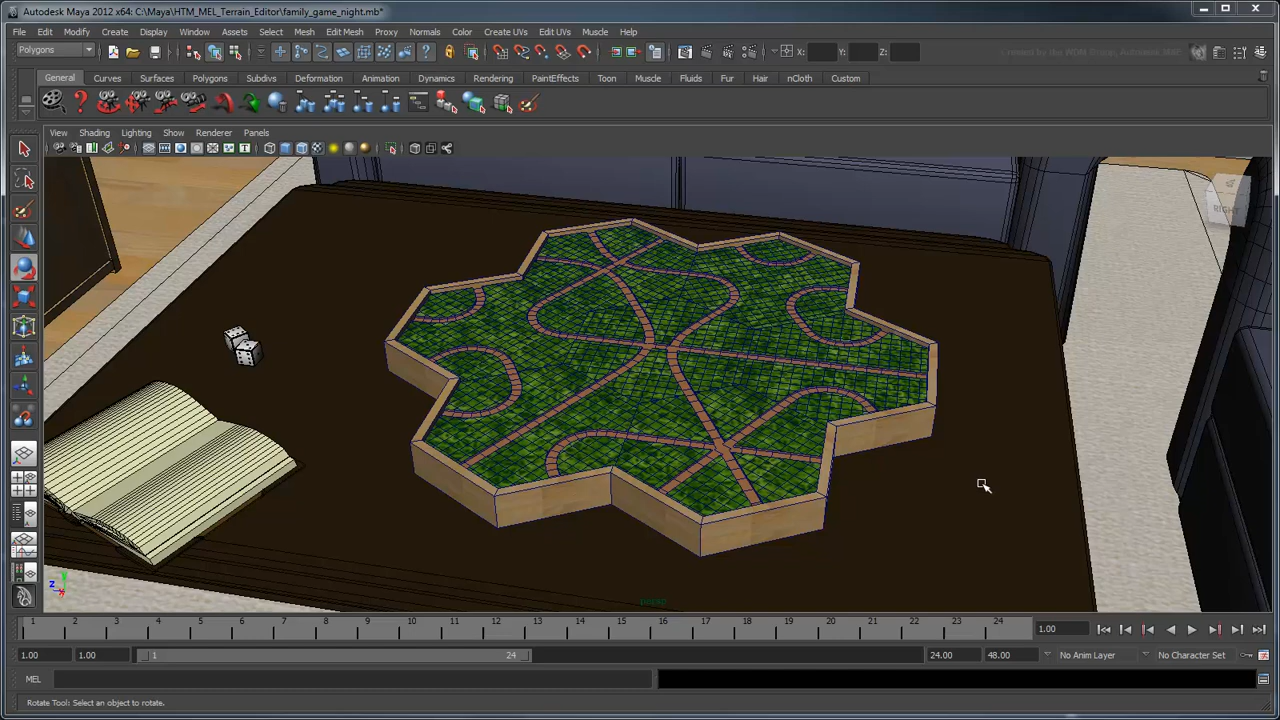 Autodesk Maya 2012 x64: C:\Maya\HTM_MEL_Terrain_Editor\family_game_night.mb*
File Edit Modify Create Display Window Assets Select Mesh Edit Mesh Proxy Normals Color Create UVs Edit UVs Muscle Help
Polygons X: Y: Z:
General Curves Surfaces Polygons Subdivs Deformation Animation Dynamics Rendering PaintEffects Toon Muscle Fluids Fur Hair nCloth Custom
View Shading Lighting Show Renderer Panels
RIGHT
y
z
x
persp
1 2 3 4 5 6 7 8 9 10 11 12 13 14 15 16 17 18 19 20 21 22 23 24 1.00
1.00 1.00 1 24 24.00 48.00 No Anim Layer No Character Set
MEL
Rotate Tool: Select an object to rotate.